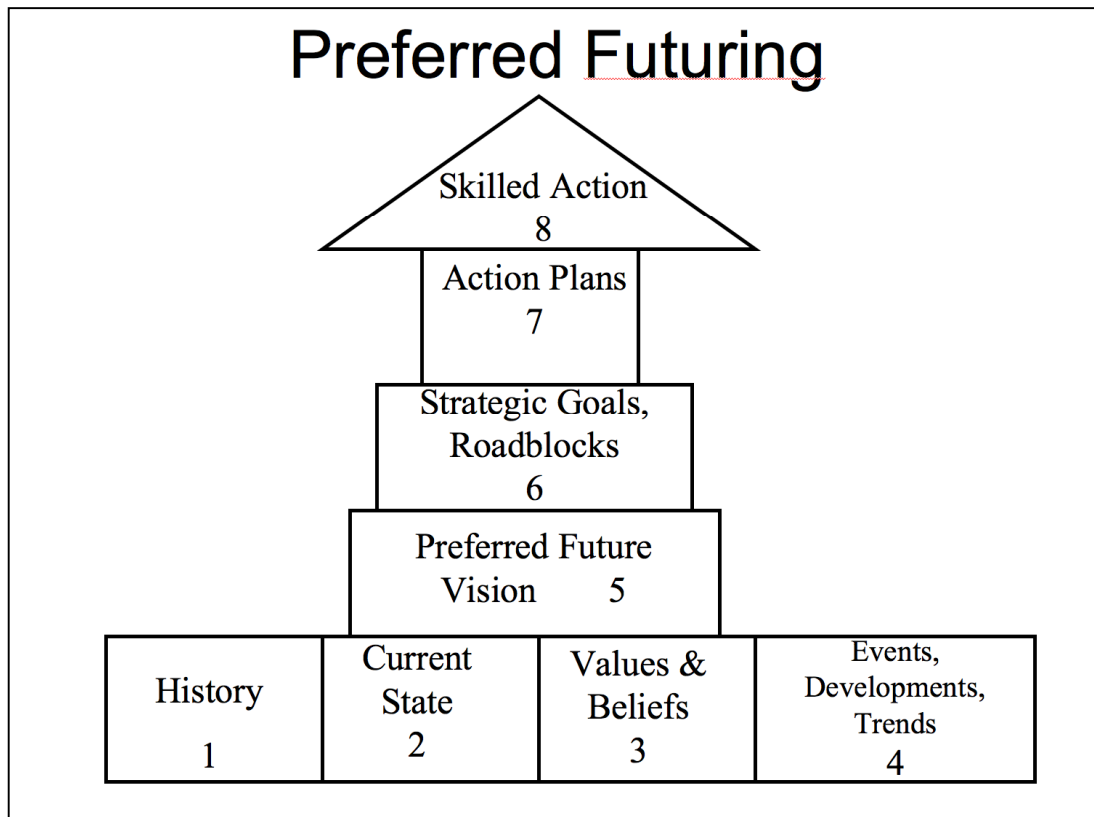 Preferred Futuring
Skilled Action
8
Action Plans
7
Strategic Goals,
Roadblocks
6
Preferred Future
Vision 5
History
1
Current
State
2
Values &
Beliefs
3
Events,
Developments,
Trends
4